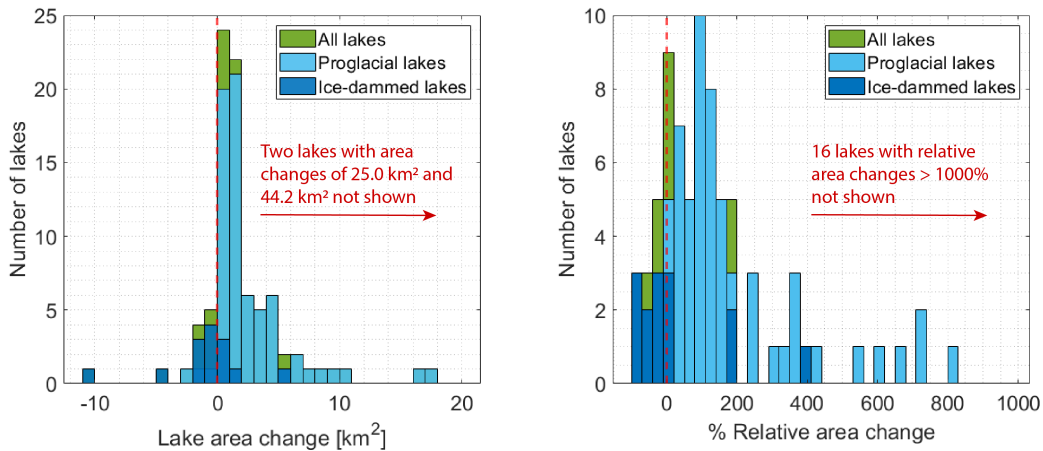 25
20
15
10
5
0
Number of lakes
All lakes
Proglacial lakes
Ice-dammed lakes
Two lakes with area
changes of 25.0 km² and
44.2 km² not shown
-10
0
10
20
Lake area change [km²]
10
8
6
4
2
0
Number of lakes
All lakes
Proglacial lakes
Ice-dammed lakes
16 lakes with relative
area changes > 1000%
not shown
0
200
400
600
800
1000
% Relative area change